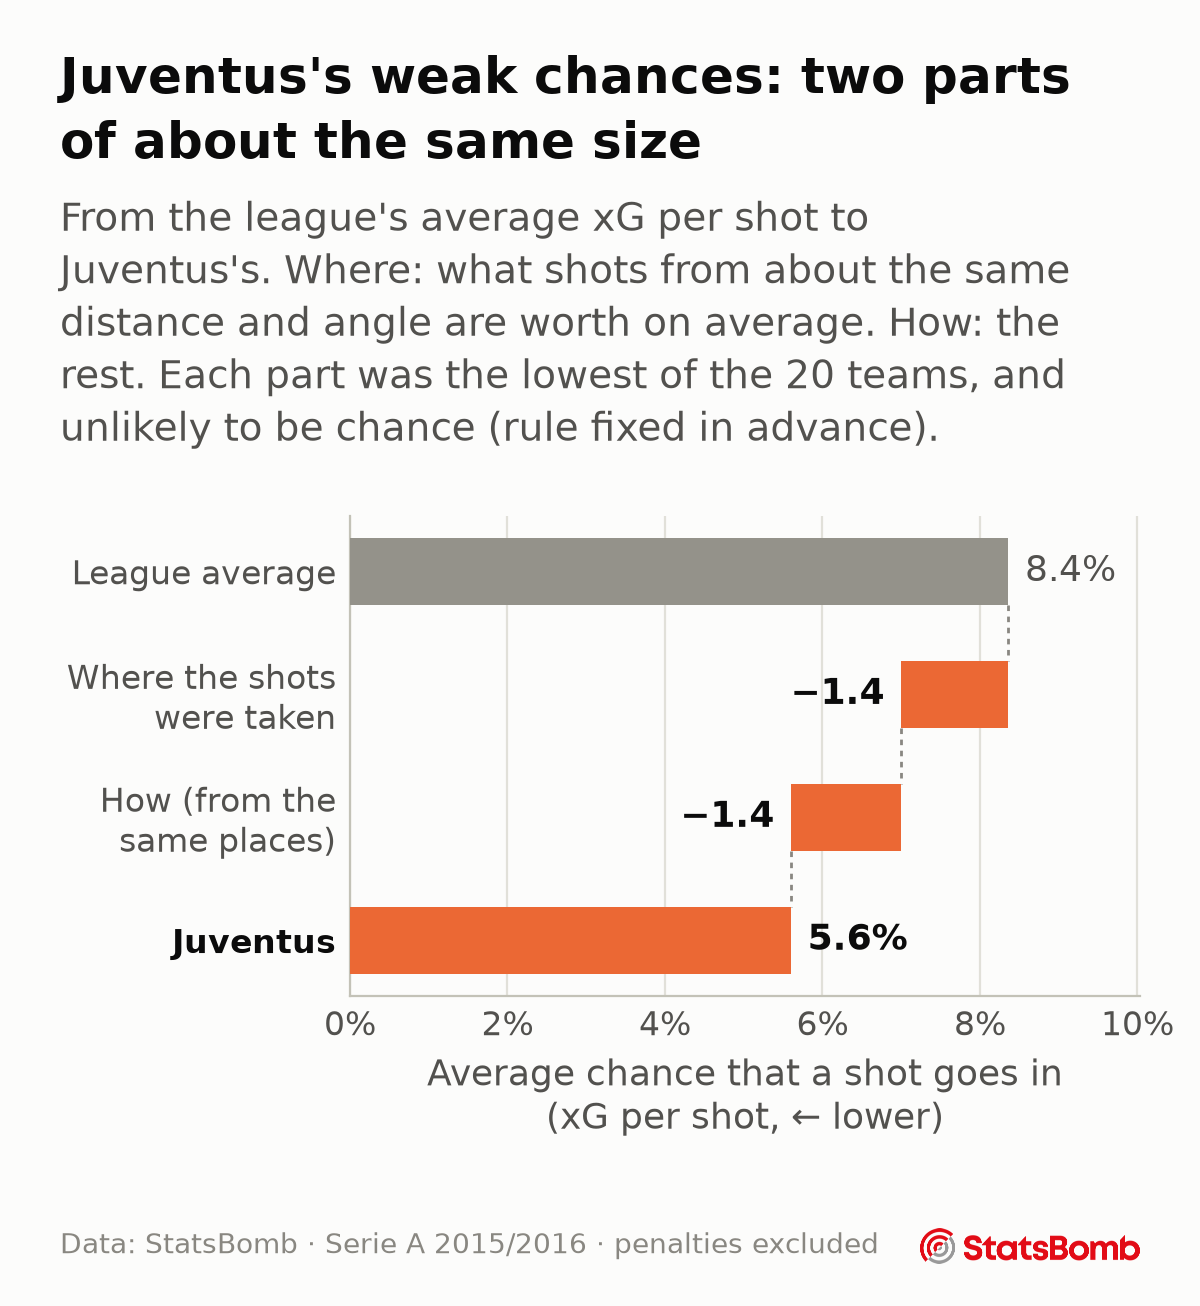 Juventus's weak chances: two parts
of about the same size
From the league's average xG per shot to
Juventus's. Where: what shots from about the same
distance and angle are worth on average. How: the
rest. Each part was the lowest of the 20 teams, and
unlikely to be chance (rule fixed in advance).
League average
8.4%
Where the shots
were taken
−1.4
How (from the
same places)
−1.4
Juventus
5.6%
0% 2% 4% 6% 8% 10%
Average chance that a shot goes in
(xG per shot, ← lower)
Data: StatsBomb · Serie A 2015/2016 · penalties excluded
StatsBomb